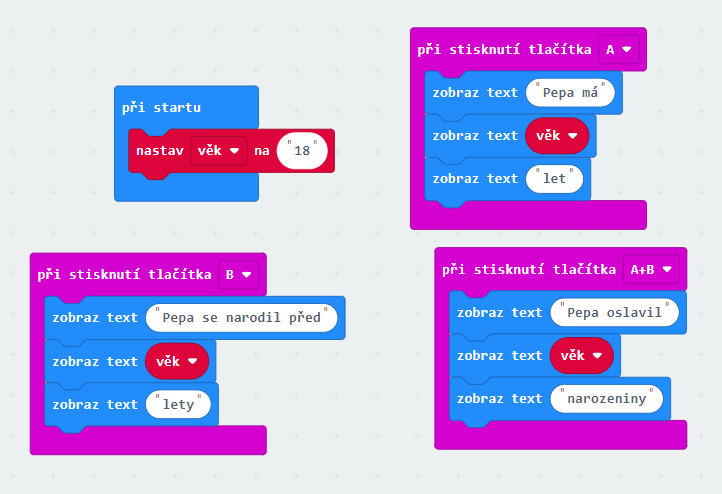 při startu
nastav věk na "18"
při stisknutí tlačítka A
zobraz text "Pepa má"
zobraz text věk
zobraz text "let"
při stisknutí tlačítka B
zobraz text "Pepa se narodil před"
zobraz text věk
zobraz text "lety"
při stisknutí tlačítka A+B
zobraz text "Pepa oslavil"
zobraz text věk
zobraz text "narozeniny"